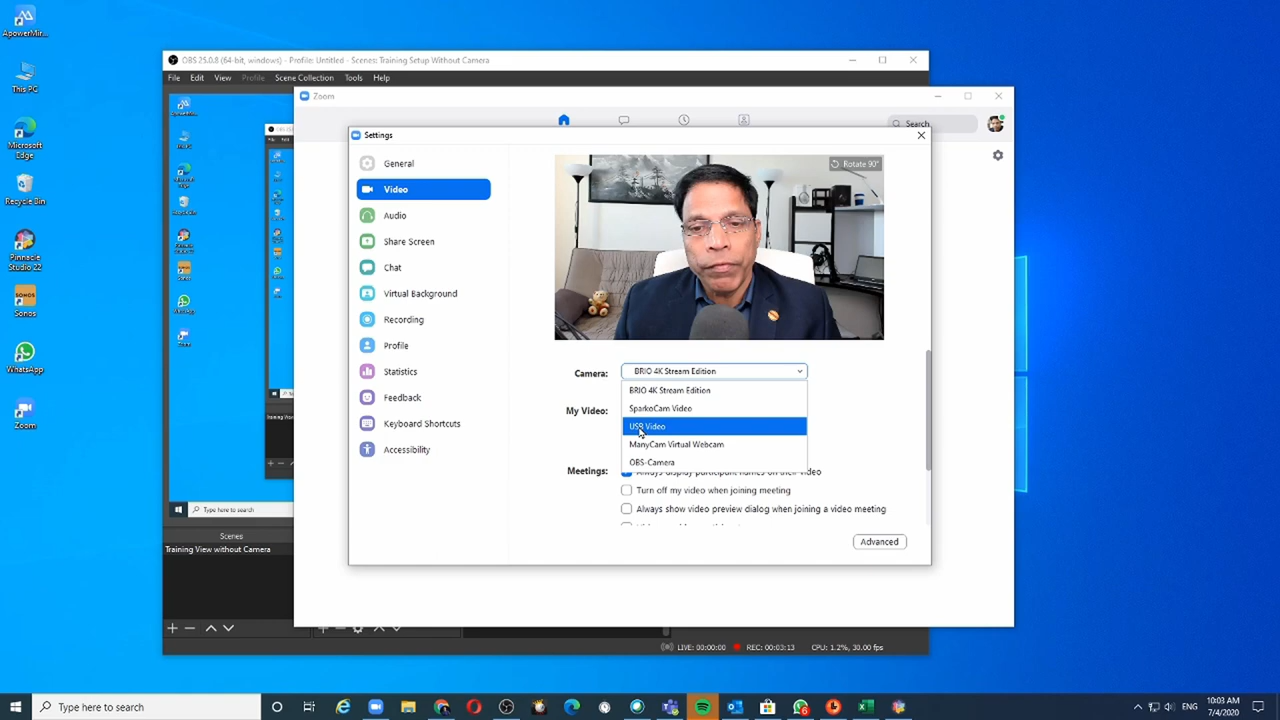 ApowerMir...
This PC
Microsoft
Edge
Recycle Bin
Pinnacle
Studio 22
Sonos
WhatsApp
Zoom
OBS 25.0.8 (64-bit, windows) - Profile: Untitled - Scenes: Training Setup Without Camera
File Edit View Profile Scene Collection Tools Help
Zoom
Search
Settings
General
Video
Audio
Share Screen
Chat
Virtual Background
Recording
Profile
Statistics
Feedback
Keyboard Shortcuts
Accessibility
Rotate 90°
Camera: BRIO 4K Stream Edition
BRIO 4K Stream Edition
SparkoCam Video
My Video:
USB Video
ManyCam Virtual Webcam
OBS-Camera
Meetings:
Always display participant names on their video
Turn off my video when joining meeting
Always show video preview dialog when joining a video meeting
Advanced
Type here to search
Scenes
Training View without Camera
LIVE: 00:00:00 REC: 00:03:13 CPU: 1.2%, 30.00 fps
Type here to search
6
ENG
10:03 AM
7/4/2020